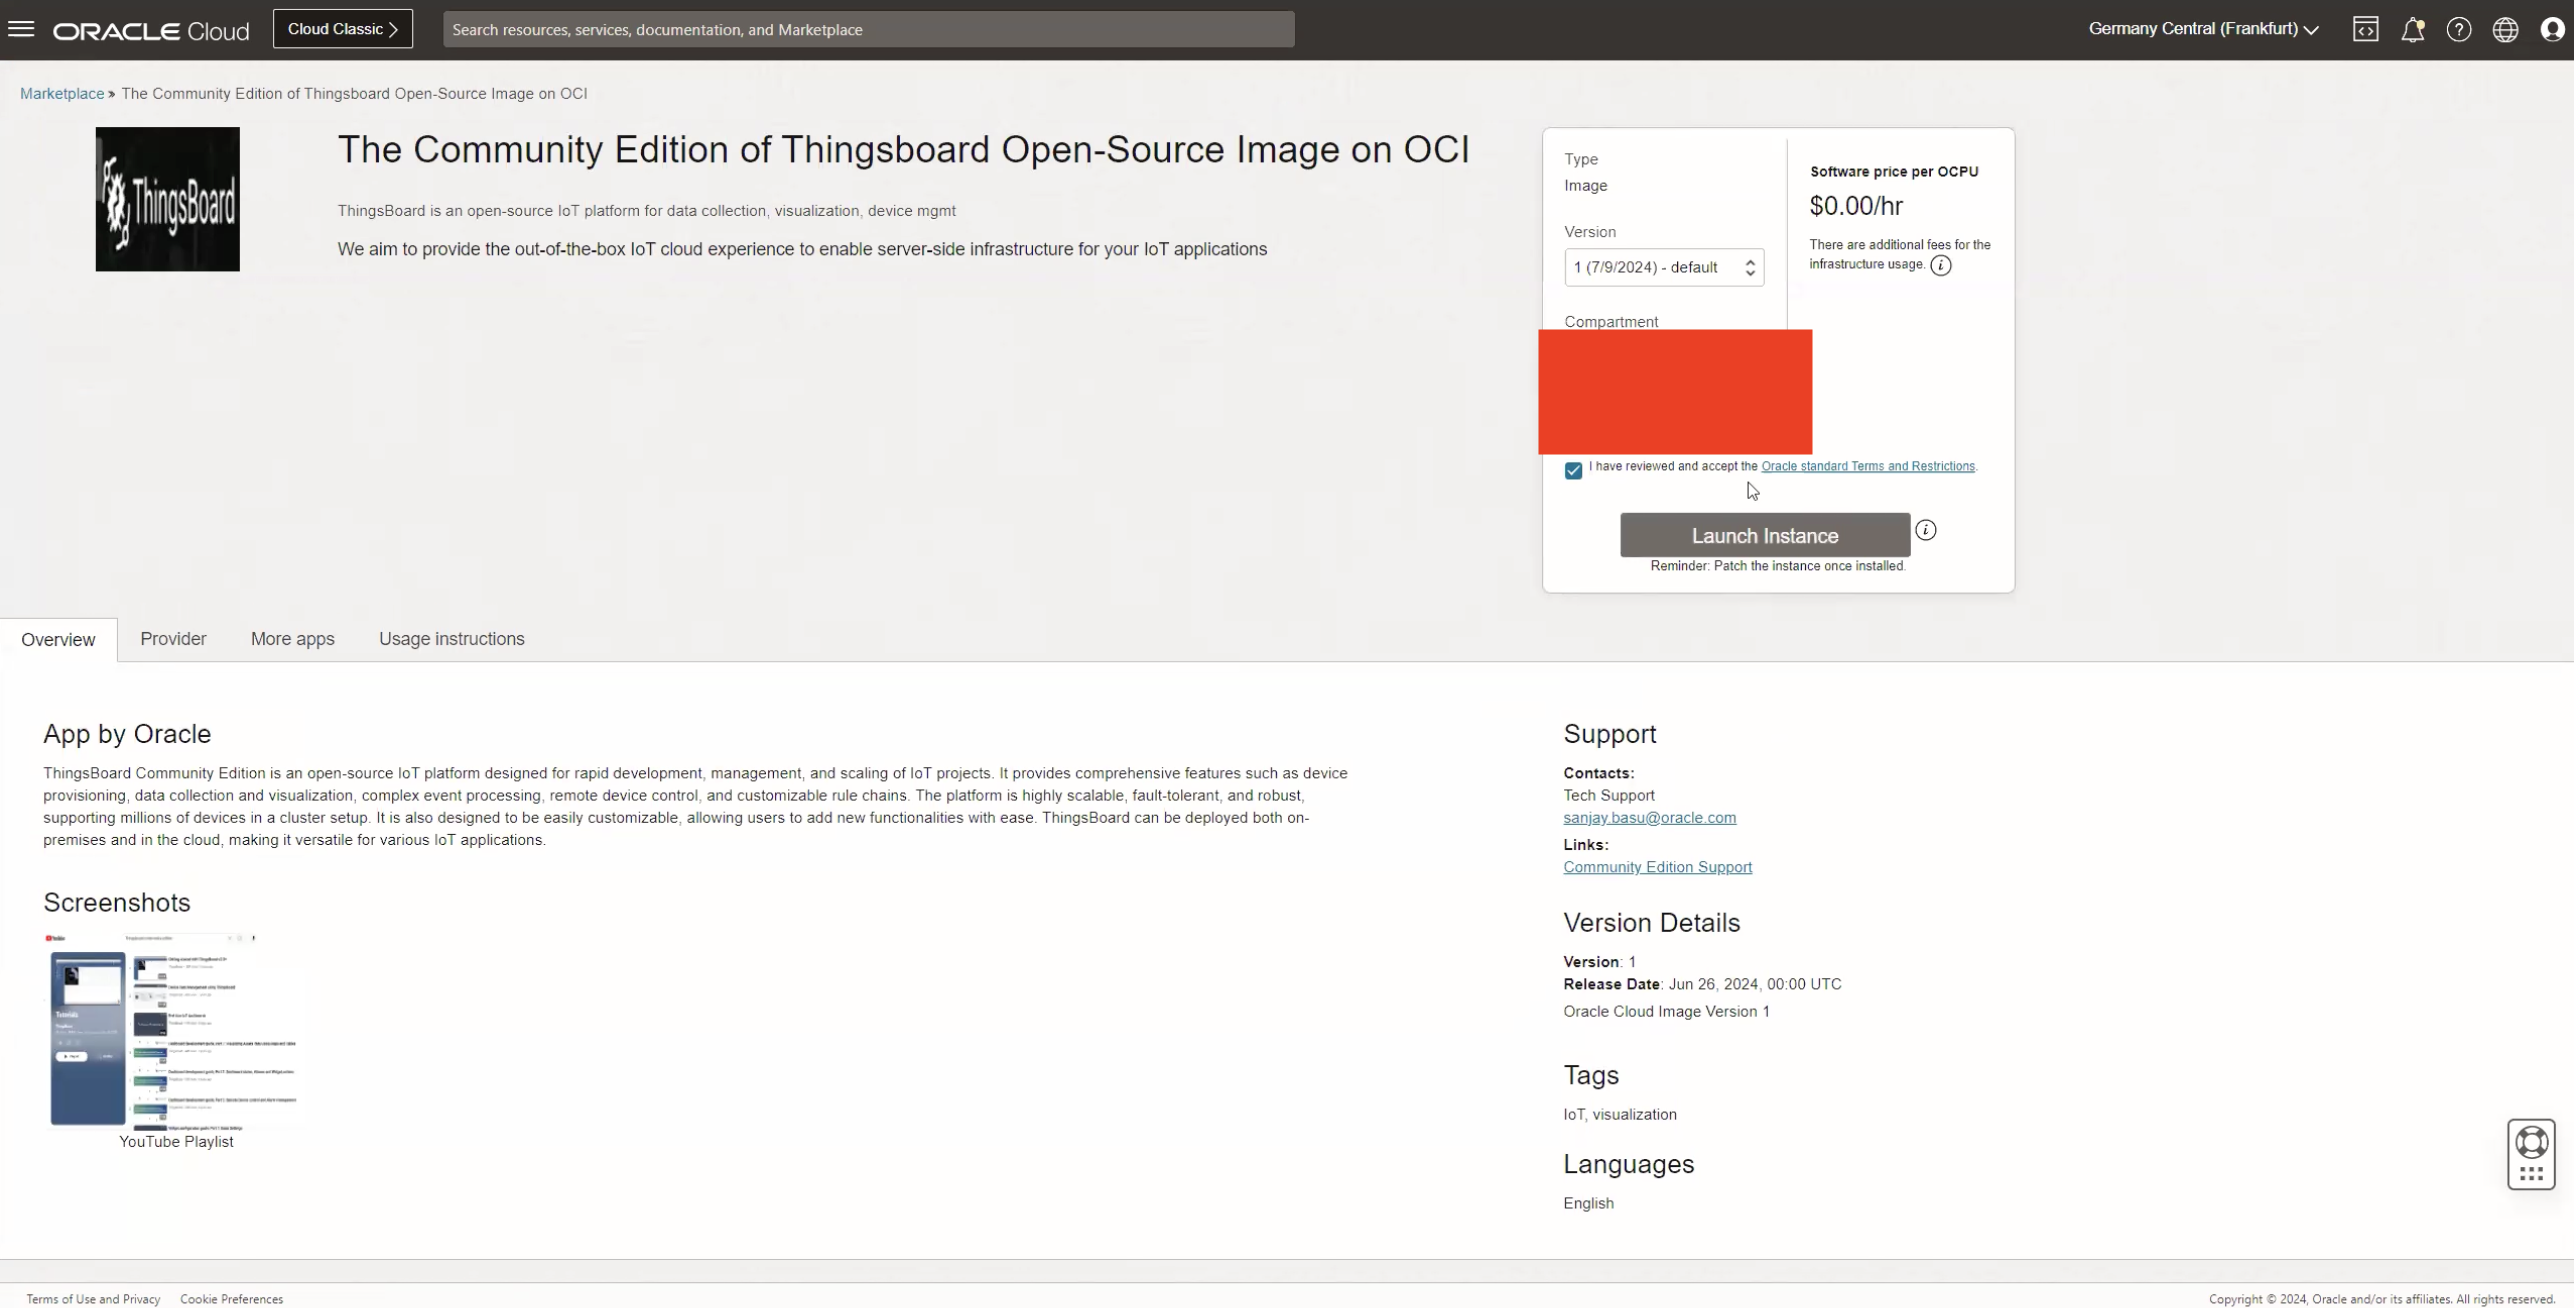 ORACLE Cloud
Cloud Classic
Search resources, services, documentation, and Marketplace
Germany Central (Frankfurt)
Marketplace » The Community Edition of Thingsboard Open-Source Image on OCI
ThingsBoard
The Community Edition of Thingsboard Open-Source Image on OCI
ThingsBoard is an open-source IoT platform for data collection, visualization, device mgmt
We aim to provide the out-of-the-box IoT cloud experience to enable server-side infrastructure for your IoT applications
Type
Image
Version
1 (7/9/2024) - default
Compartment
Software price per OCPU
$0.00/hr
There are additional fees for the
infrastructure usage.
I have reviewed and accept the Oracle standard Terms and Restrictions.
Launch Instance
Reminder: Patch the instance once installed.
Overview
Provider
More apps
Usage instructions
App by Oracle
ThingsBoard Community Edition is an open-source IoT platform designed for rapid development, management, and scaling of IoT projects. It provides comprehensive features such as device
provisioning, data collection and visualization, complex event processing, remote device control, and customizable rule chains. The platform is highly scalable, fault-tolerant, and robust,
supporting millions of devices in a cluster setup. It is also designed to be easily customizable, allowing users to add new functionalities with ease. ThingsBoard can be deployed both on-
premises and in the cloud, making it versatile for various IoT applications.
Screenshots
Tutorials
YouTube Playlist
Support
Contacts:
Tech Support
sanjay.basu@oracle.com
Links:
Community Edition Support
Version Details
Version: 1
Release Date: Jun 26, 2024, 00:00 UTC
Oracle Cloud Image Version 1
Tags
IoT, visualization
Languages
English
Terms of Use and Privacy
Cookie Preferences
Copyright © 2024, Oracle and/or its affiliates. All rights reserved.